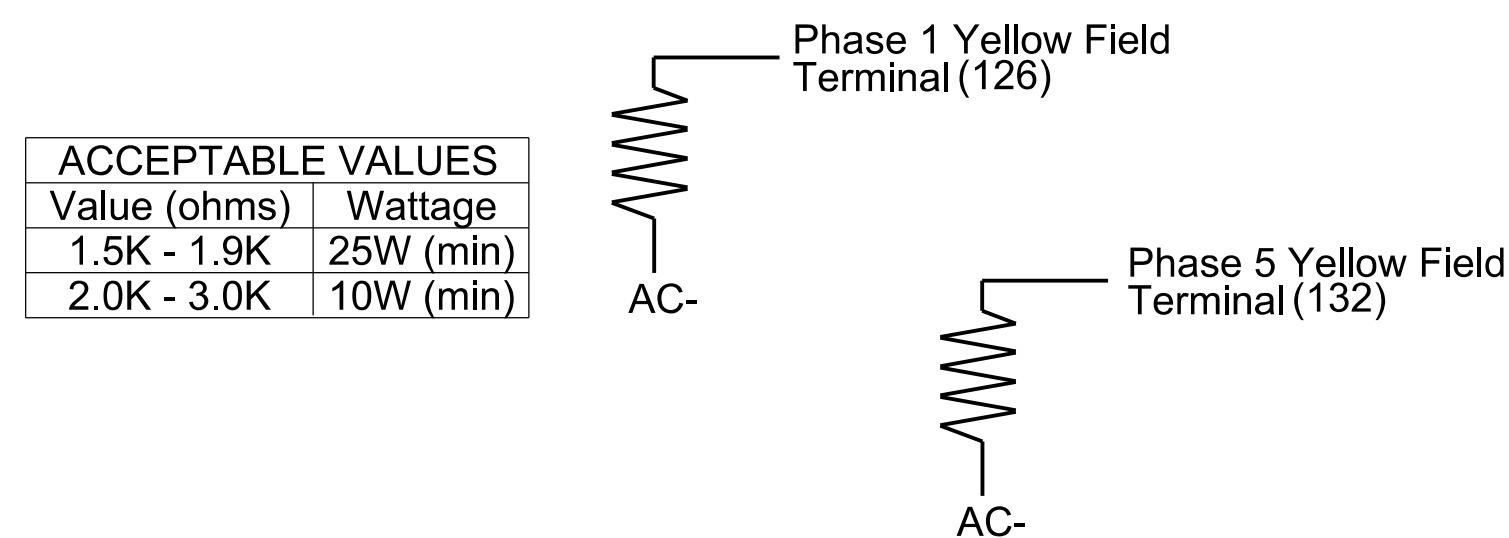 Phase 1 Yellow Field
Terminal (126)
ACCEPTABLE VALUES
Value (ohms) Wattage
1.5K - 1.9K 25W (min)
2.0K - 3.0K 10W (min)
AC-
Phase 5 Yellow Field
Terminal (132)
AC-